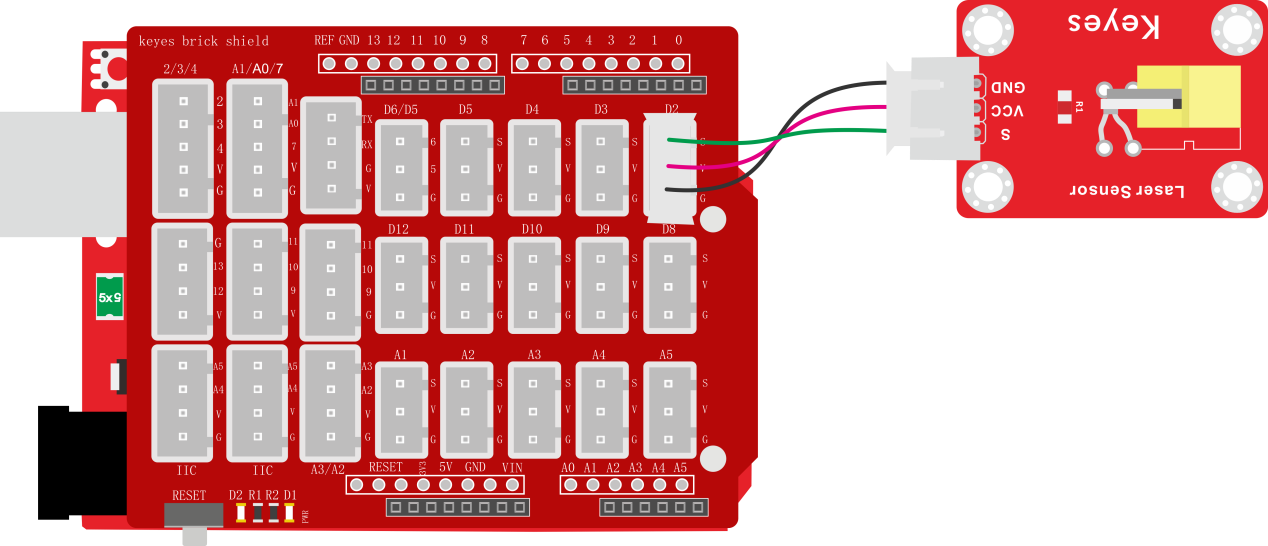 keyes brick shield
REF GND 13 12 11 10 9 8
7 6 5 4 3 2 1 0
2/3/4
A1/A0/7
2
3
4
V
G
A1
A0
7
V
G
TX
RX
G
V
D6/D5
D5
D4
D3
D2
6
5
G
S
V
G
S
V
G
S
V
G
S
V
G
G
13
12
V
11
10
9
V
11
10
9
G
D12
D11
D10
D9
D8
S
V
G
S
V
G
S
V
G
S
V
G
S
V
G
A5
A4
V
G
A5
A4
V
G
A3
A2
V
G
A1
A2
A3
A4
A5
S
V
G
S
V
G
S
V
G
S
V
G
S
V
G
IIC
IIC
A3/A2
RESET 3V3 5V GND VIN
A0 A1 A2 A3 A4 A5
RESET
D2 R1 R2 D1
PWR
5x5
Keyes
GND
VCC
S
R1
Laser Sensor